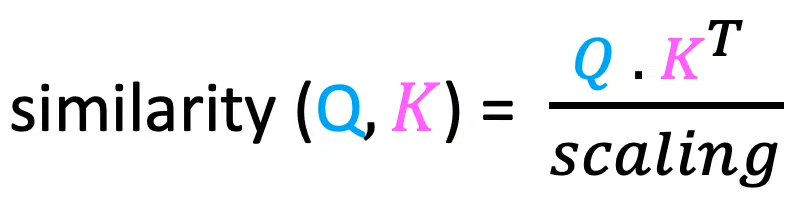 similarity (Q, K) = Q . K^T / scaling